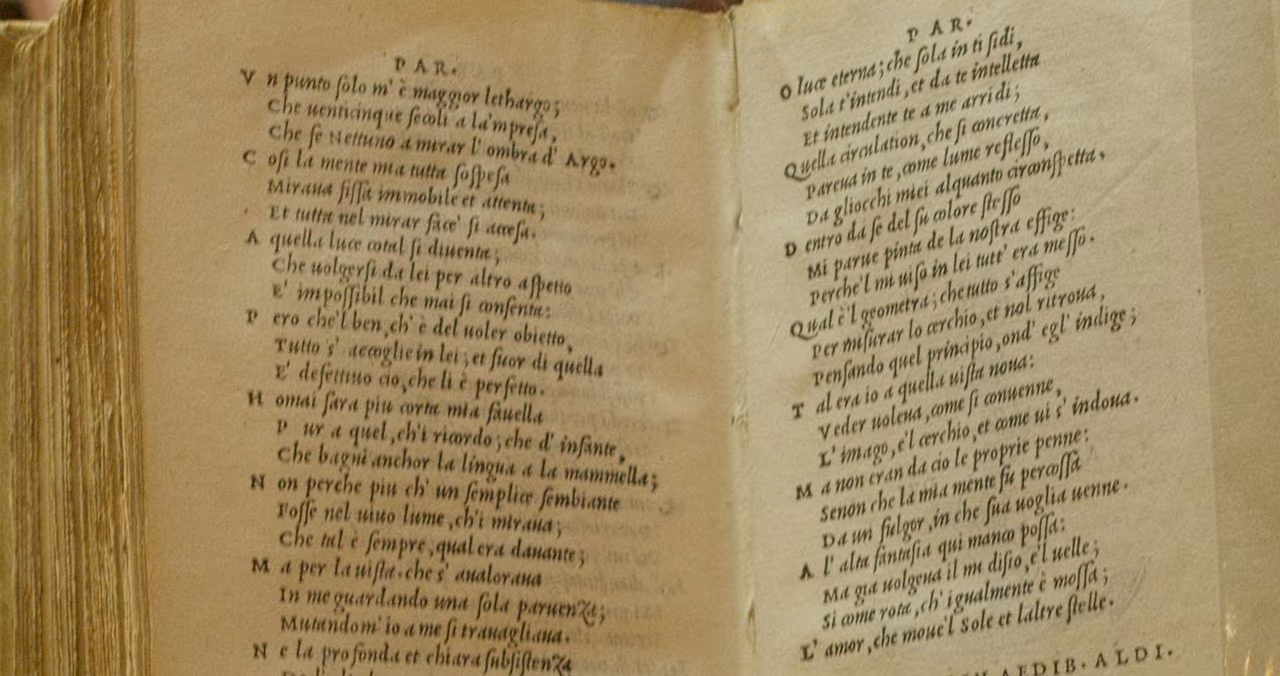 PAR.
V n punto ſolo m' è maggior lethargo;
Che uenticinque ſecoli a la'mpreſa,
Che fe Nettuno a mirar l' ombra d' Argo.
C oſi la mente mia tutta ſoſpeſa
Miraua fiſſa immobile et attenta;
Et tutta nel mirar face' ſi acceſa.
A quella luce cotal ſi diuenta;
Che uolgerſi da lei per altro aſpetto
E' impoſſibil che mai ſi conſenta:
P ero che'l ben, ch' è del uoler obietto,
Tutto s' accoglie in lei; et fuor di quella
E' defettiuo cio, che li è perfetto.
H omai ſara piu corta mia fauella
P ur a quel, ch'i ricordo; che d' infante,
Che bagni anchor la lingua a la mammella;
N on perche piu ch' un ſemplice ſembiante
Foſſe nel uiuo lume, ch'i miraua;
Che tal è ſempre, qual era dauante;
M a per la uiſta. che s' aualoraua
In me guardando una ſola paruenza;
Mutandom' io a me ſi trauagliaua.
N e la profonda et chiara ſubſiſtenza
PAR.
O luce eterna; che ſola in ti ſidi,
Sola t'intendi, et da te intelletta
Et intendente te a me arridi;
Quella circulation, che ſi concretta,
Pareua in te, come lume refleſſo,
Da gliocchi miei alquanto circonſpetta,
D entro da ſe del ſu colore ſteſſo
Mi parue pinta de la noſtra effige:
Perche'l mi uiſo in lei tutt' era meſſo.
Qual è'l geometra; che tutto s'affige
Per miſurar lo cerchio, et nol ritroua,
Penſando quel principio, ond' egl' indige;
T al era io a quella uiſta noua:
Veder uoleua, come ſi conuenne,
L' imago, e'l cerchio, et come ui s' indoua.
M a non eran da cio le proprie penne:
Senon che la mia mente fu percoſſa
Da un fulgor, in che ſua uoglia uenne.
A l' alta fantaſia qui manco poſſa:
Ma gia uolgeua il mi diſio, e'l uelle;
Si come rota, ch' igualmente è moſſa;
L' amor, che moue'l Sole et laltre ſtelle.
IN AEDIB. ALDI.